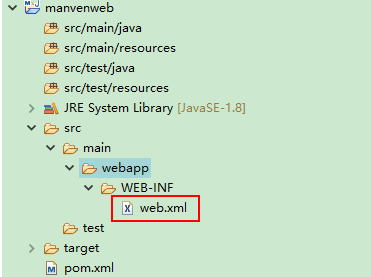 manvenweb
src/main/java
src/main/resources
src/test/java
src/test/resources
JRE System Library [JavaSE-1.8]
src
main
webapp
WEB-INF
web.xml
test
target
pom.xml